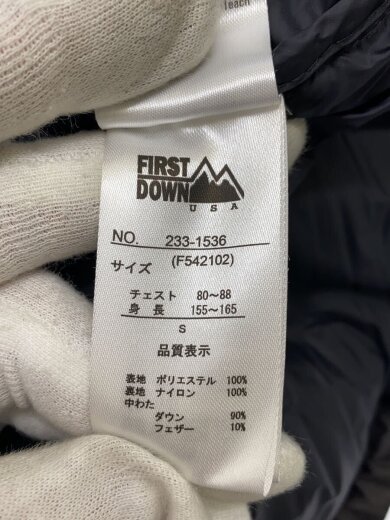 leach
FIRST
DOWN
USA
NO. 233-1536
サイズ (F542102)
チェスト 80〜88
身長 155〜165
S
品質表示
表地 ポリエステル 100%
裏地 ナイロン 100%
中わた
ダウン 90%
フェザー 10%